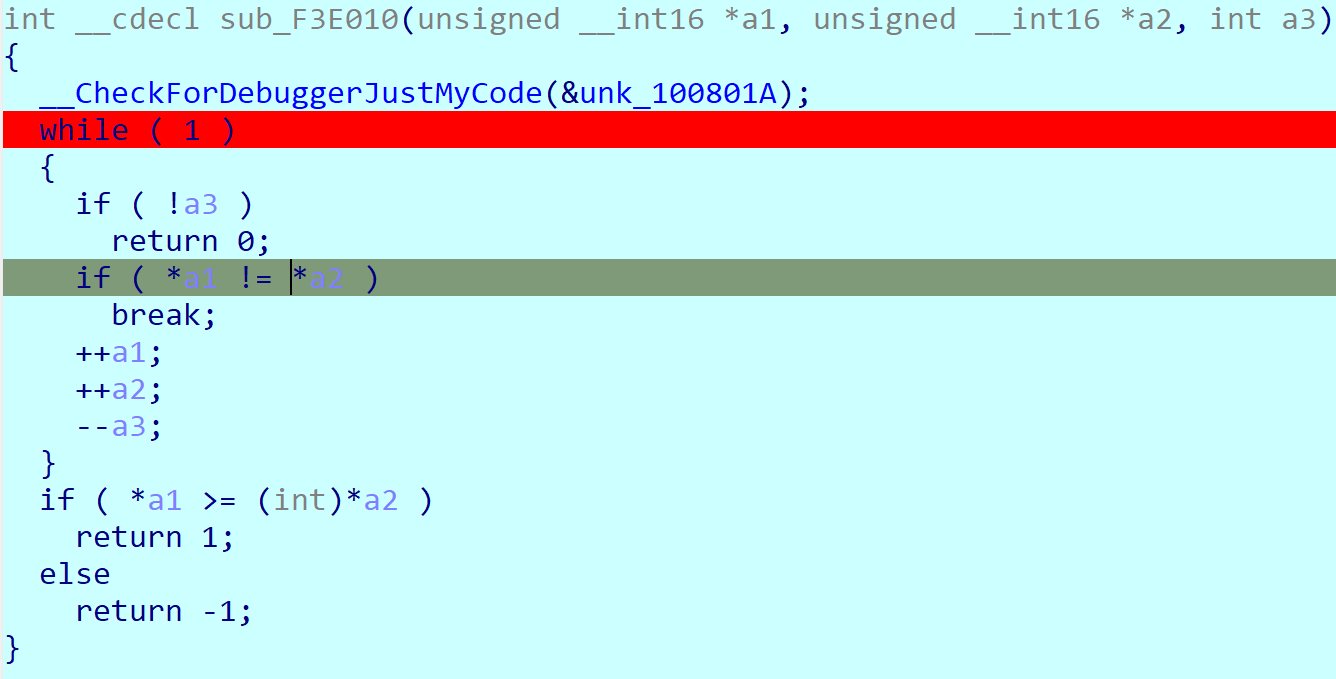 int __cdecl sub_F3E010(unsigned __int16 *a1, unsigned __int16 *a2, int a3)
{
  __CheckForDebuggerJustMyCode(&unk_100801A);
  while ( 1 )
  {
    if ( !a3 )
      return 0;
    if ( *a1 != *a2 )
      break;
    ++a1;
    ++a2;
    --a3;
  }
  if ( *a1 >= (int)*a2 )
    return 1;
  else
    return -1;
}